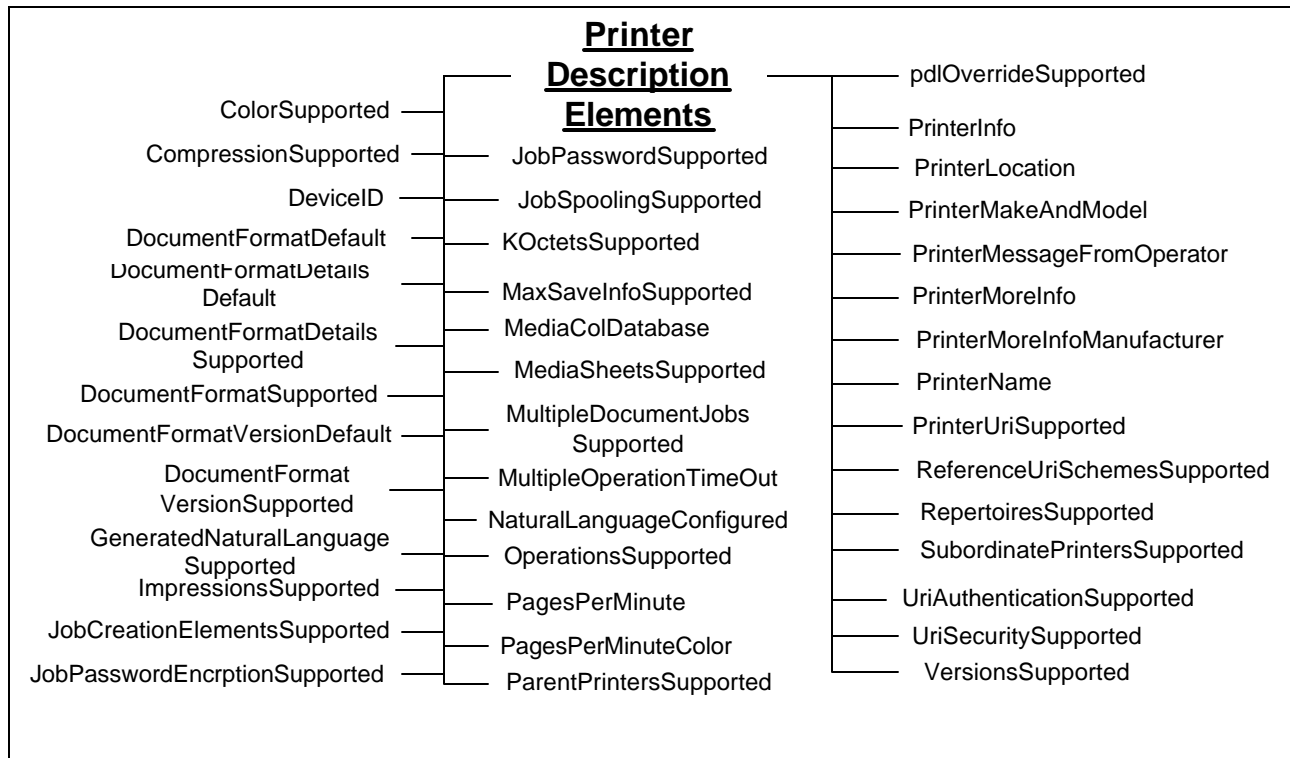 Printer
Description
Elements
ColorSupported
CompressionSupported
DeviceID
DocumentFormatDefault
DocumentFormatDetails
Default
DocumentFormatDetails
Supported
DocumentFormatSupported
DocumentFormatVersionDefault
DocumentFormat
VersionSupported
GeneratedNaturalLanguage
Supported
ImpressionsSupported
JobCreationElementsSupported
JobPasswordEncrptionSupported
JobPasswordSupported
JobSpoolingSupported
KOctetsSupported
MaxSaveInfoSupported
MediaColDatabase
MediaSheetsSupported
MultipleDocumentJobs
Supported
MultipleOperationTimeOut
NaturalLanguageConfigured
OperationsSupported
PagesPerMinute
PagesPerMinuteColor
ParentPrintersSupported
pdlOverrideSupported
PrinterInfo
PrinterLocation
PrinterMakeAndModel
PrinterMessageFromOperator
PrinterMoreInfo
PrinterMoreInfoManufacturer
PrinterName
PrinterUriSupported
ReferenceUriSchemesSupported
RepertoiresSupported
SubordinatePrintersSupported
UriAuthenticationSupported
UriSecuritySupported
VersionsSupported